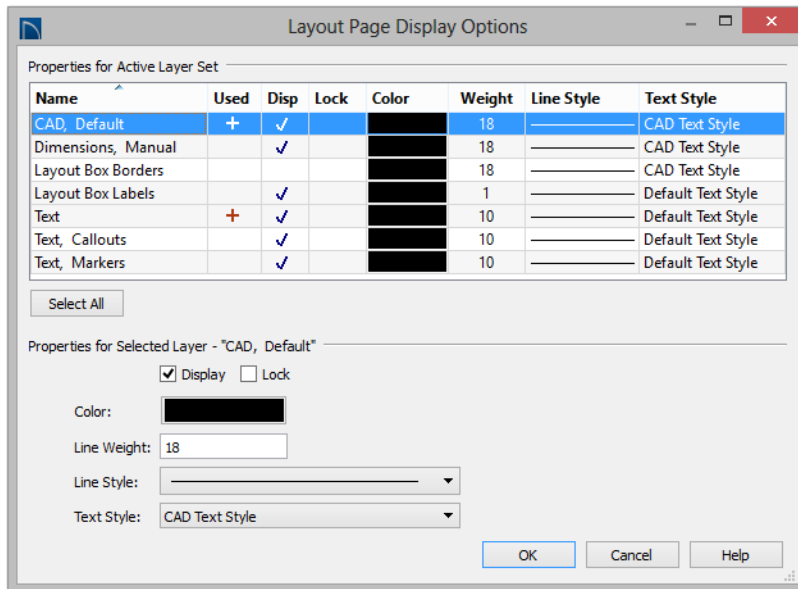 Layout Page Display Options
Properties for Active Layer Set
Name Used Disp Lock Color Weight Line Style Text Style
CAD, Default 18 CAD Text Style
Dimensions, Manual 18 CAD Text Style
Layout Box Borders 18 CAD Text Style
Layout Box Labels 1 Default Text Style
Text 10 Default Text Style
Text, Callouts 10 Default Text Style
Text, Markers 10 Default Text Style
Select All
Properties for Selected Layer - "CAD, Default"
Display Lock
Color:
Line Weight: 18
Line Style:
Text Style: CAD Text Style
OK Cancel Help